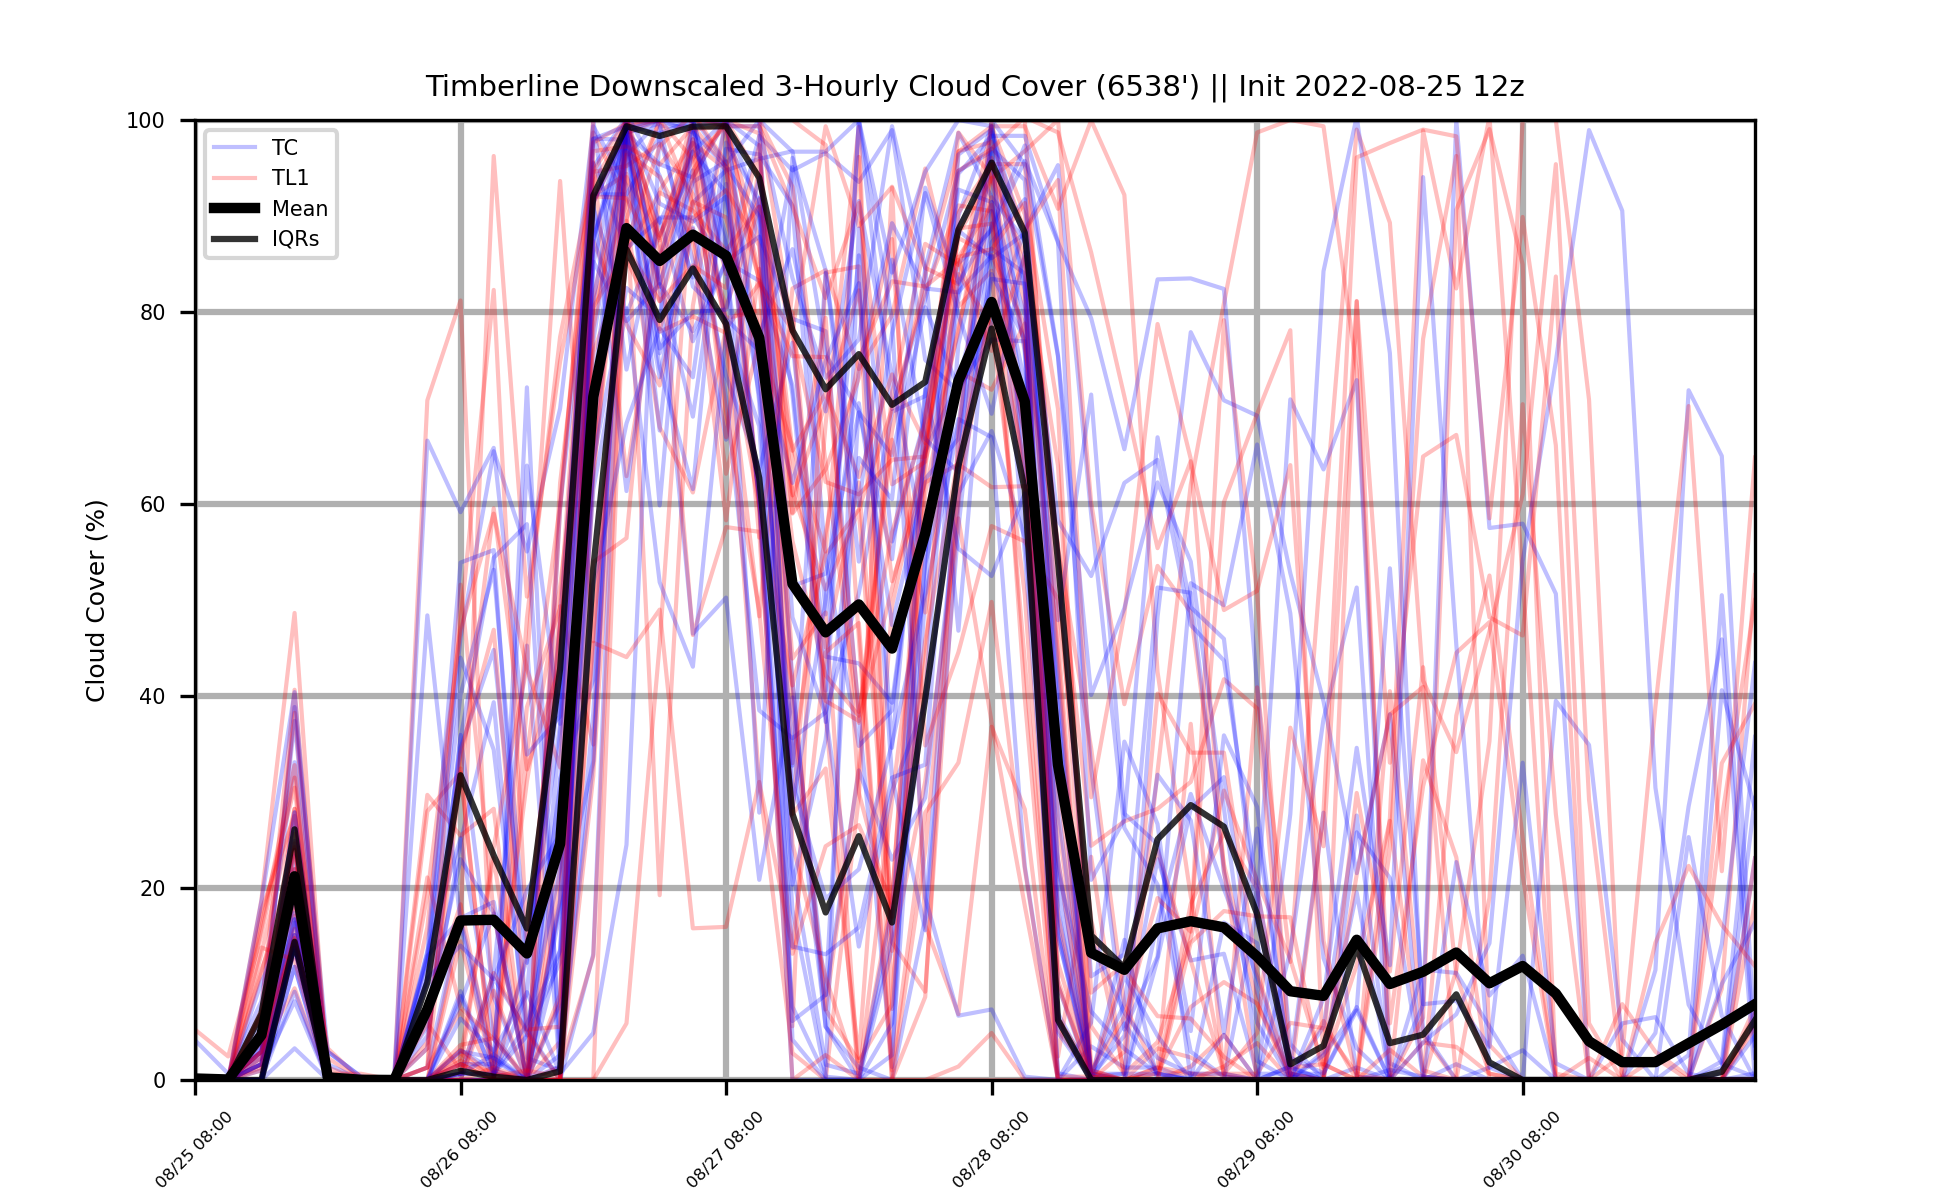 Timberline Downscaled 3-Hourly Cloud Cover (6538') || Init 2022-08-25 12z
Cloud Cover (%)
100
80
60
40
20
0
TC
TL1
Mean
IQRs
08/25 08:00
08/26 08:00
08/27 08:00
08/28 08:00
08/29 08:00
08/30 08:00